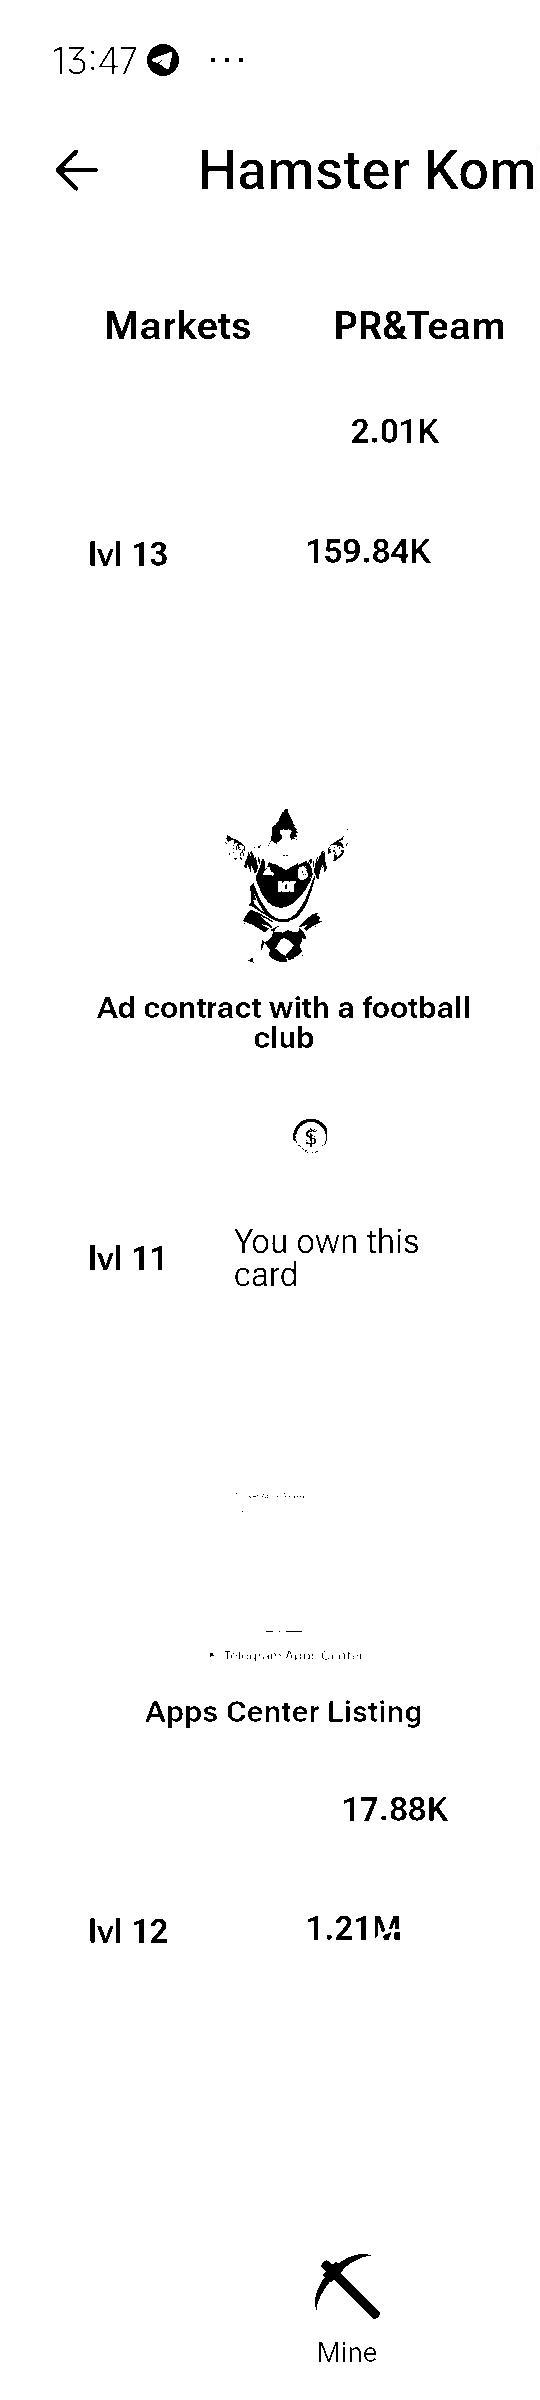 13:47 ...
Hamster Kom
Markets PR&Team
2.01K
lvl 13 159.84K
Ad contract with a football
club
$
lvl 11 You own this
card
Telegram Apps Center
Apps Center Listing
17.88K
lvl 12 1.21M
Mine